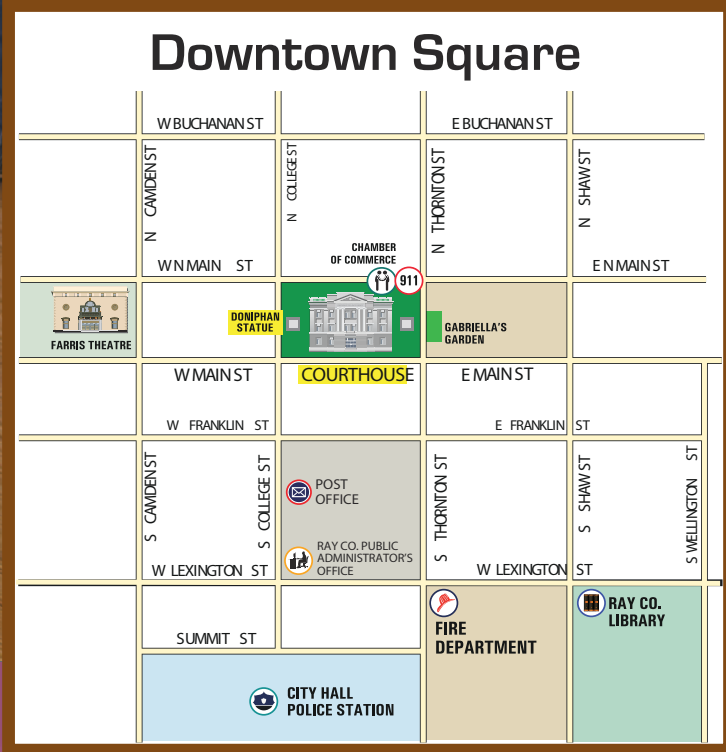 Downtown Square
W BUCHANAN ST
E BUCHANAN ST
N CAMDEN ST
N COLLEGE ST
N THORNTON ST
N SHAW ST
W N MAIN ST
CHAMBER
OF COMMERCE
E N MAIN ST
911
DONIPHAN
STATUE
FARRIS THEATRE
GABRIELLA'S
GARDEN
W MAIN ST
COURTHOUSE
E MAIN ST
W FRANKLIN ST
E FRANKLIN ST
S CAMDEN ST
S COLLEGE ST
POST
OFFICE
S THORNTON ST
S SHAW ST
S WELLINGTON ST
RAY CO. PUBLIC
ADMINISTRATOR'S
OFFICE
W LEXINGTON ST
W LEXINGTON ST
FIRE
DEPARTMENT
RAY CO.
LIBRARY
SUMMIT ST
CITY HALL
POLICE STATION